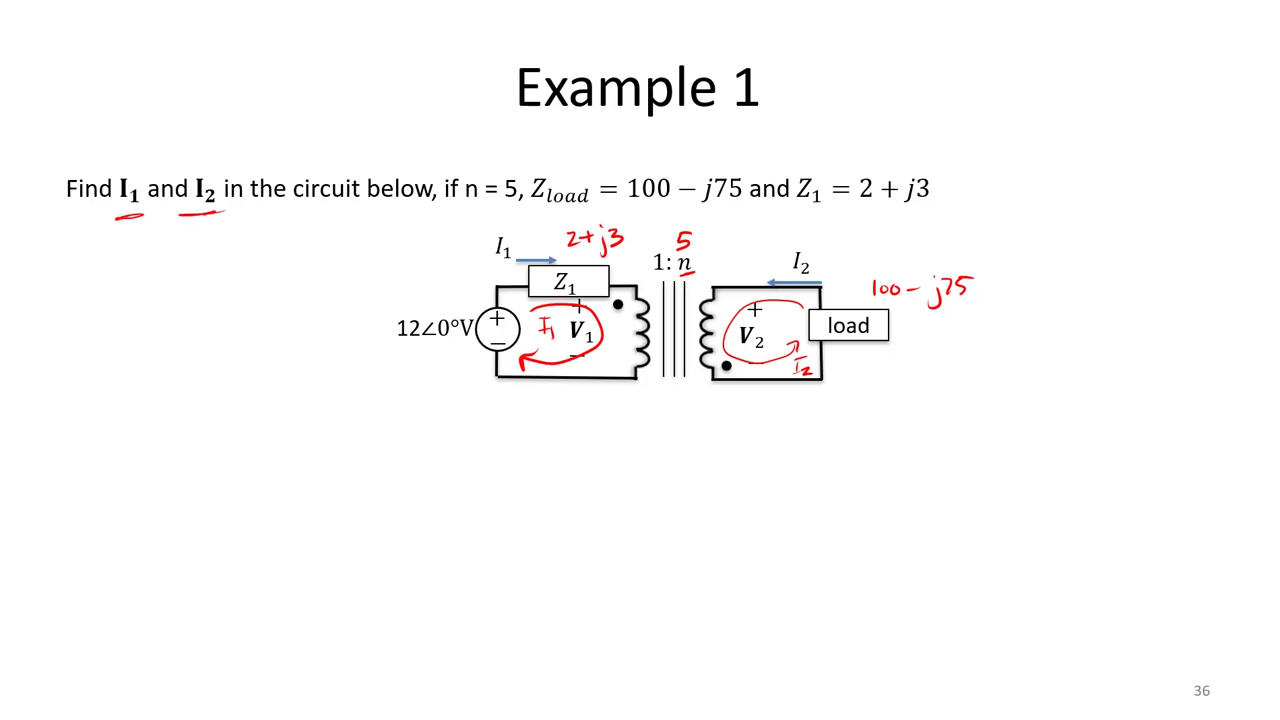 Example 1
Find I₁ and I₂ in the circuit below, if n = 5, Z_load = 100 − j75 and Z₁ = 2 + j3
I₁
2+j3
5
1: n
I₂
Z₁
100 − j75
12∠0°V
+
−
I₁
+
V₁
−
+
V₂
I₂
load
36